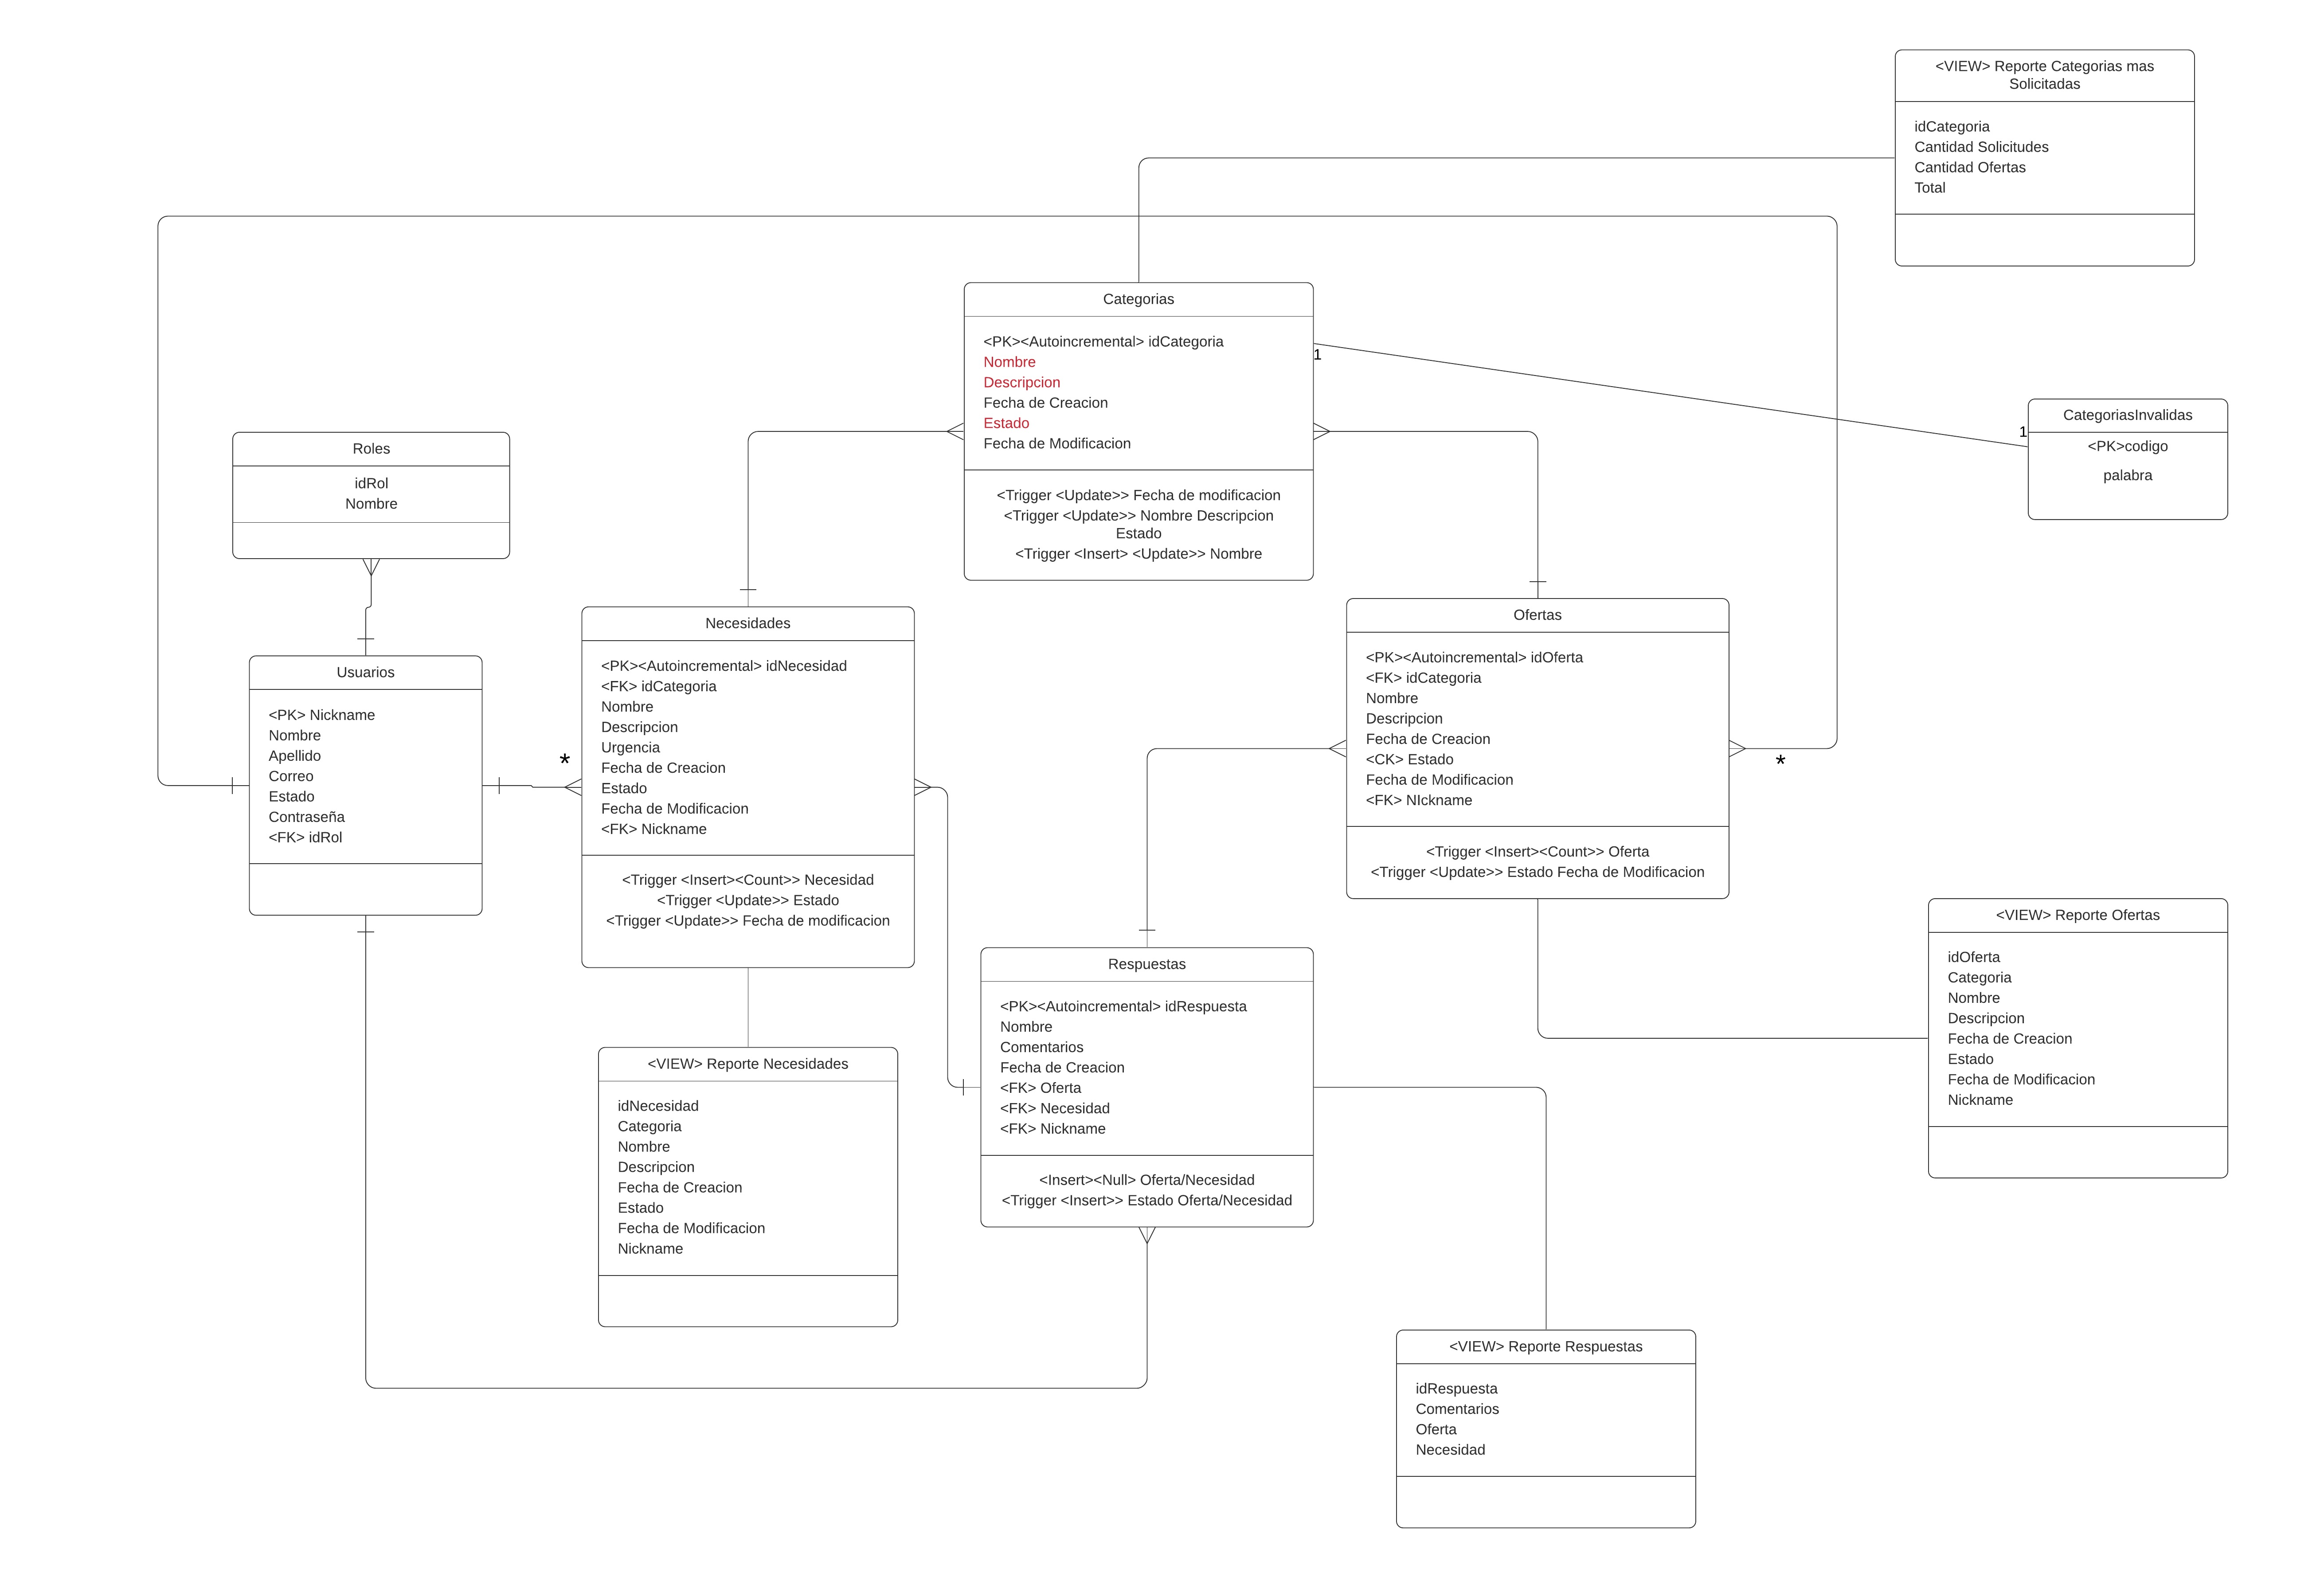 <VIEW> Reporte Categorias mas
Solicitadas
idCategoria
Cantidad Solicitudes
Cantidad Ofertas
Total
Categorias
<PK><Autoincremental> idCategoria
Nombre
Descripcion
Fecha de Creacion
Estado
Fecha de Modificacion
<Trigger <Update>> Fecha de modificacion
<Trigger <Update>> Nombre Descripcion
Estado
<Trigger <Insert> <Update>> Nombre
1
1
CategoriasInvalidas
<PK>codigo
palabra
Roles
idRol
Nombre
Usuarios
<PK> Nickname
Nombre
Apellido
Correo
Estado
Contraseña
<FK> idRol
*
Necesidades
<PK><Autoincremental> idNecesidad
<FK> idCategoria
Nombre
Descripcion
Urgencia
Fecha de Creacion
Estado
Fecha de Modificacion
<FK> Nickname
<Trigger <Insert><Count>> Necesidad
<Trigger <Update>> Estado
<Trigger <Update>> Fecha de modificacion
Ofertas
<PK><Autoincremental> idOferta
<FK> idCategoria
Nombre
Descripcion
Fecha de Creacion
<CK> Estado
Fecha de Modificacion
<FK> NIckname
<Trigger <Insert><Count>> Oferta
<Trigger <Update>> Estado Fecha de Modificacion
*
<VIEW> Reporte Ofertas
idOferta
Categoria
Nombre
Descripcion
Fecha de Creacion
Estado
Fecha de Modificacion
Nickname
Respuestas
<PK><Autoincremental> idRespuesta
Nombre
Comentarios
Fecha de Creacion
<FK> Oferta
<FK> Necesidad
<FK> Nickname
<Insert><Null> Oferta/Necesidad
<Trigger <Insert>> Estado Oferta/Necesidad
<VIEW> Reporte Necesidades
idNecesidad
Categoria
Nombre
Descripcion
Fecha de Creacion
Estado
Fecha de Modificacion
Nickname
<VIEW> Reporte Respuestas
idRespuesta
Comentarios
Oferta
Necesidad